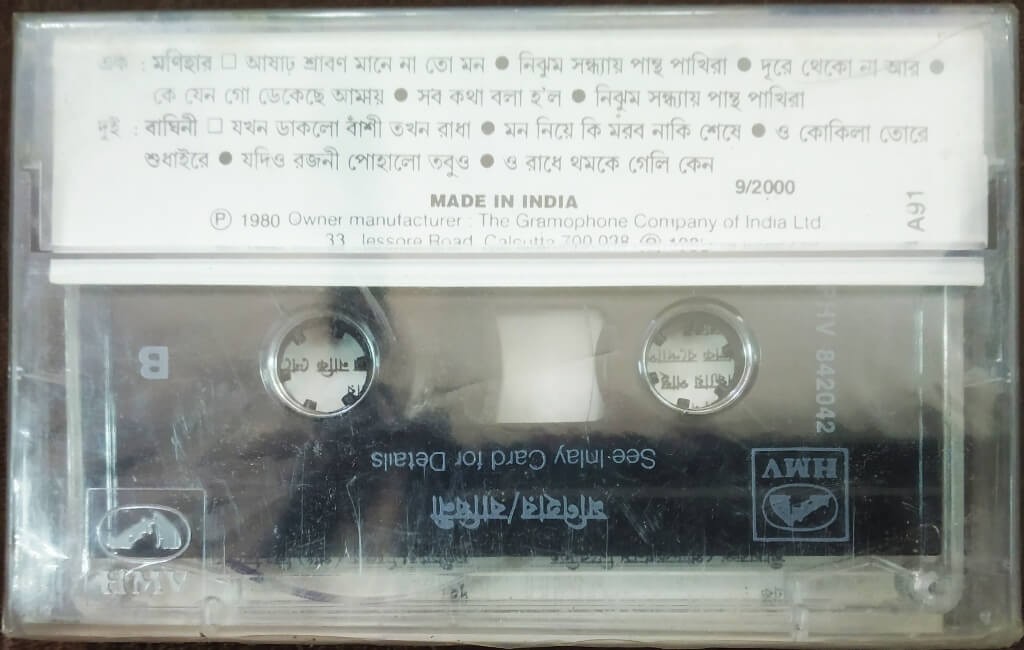 এক : মণিহার □ আষাঢ় শ্রাবণ মানে না তো মন ● নিঝুম সন্ধ্যায় পান্থ পাখিরা ● দূরে থেকো না আর ●
কে যেন গো ডেকেছে আমায় ● সব কথা বলা হ'ল ● নিঝুম সন্ধ্যায় পান্থ পাখিরা
দুই : বাঘিনী □ যখন ডাকলো বাঁশী তখন রাধা ● মন নিয়ে কি মরব নাকি শেষে ● ও কোকিলা তোরে
শুধাইরে ● যদিও রজনী পোহালো তবুও ● ও রাধে থমকে গেলি কেন
9/2000
MADE IN INDIA
Ⓟ 1980 Owner manufacturer : The Gramophone Company of India Ltd
33, Jessore Road, Calcutta 700 028
A91
B
842042
See Inlay Card for Details
HMV
মণিহার/বাঘিনী
HMV